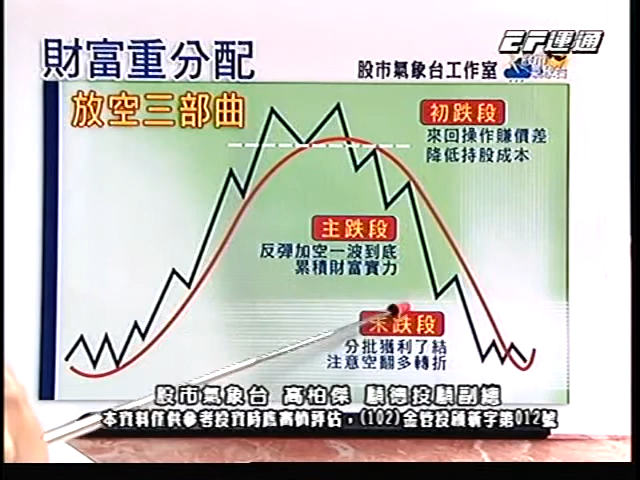 財富重分配
股市氣象台工作室
放空三部曲
初跌段
來回操作賺價差
降低持股成本
主跌段
反彈加空一波到底
累積財富實力
末跌段
分批獲利了結
注意空翻多轉折
股市氣象台 高柏傑 顧德投顧副總
本資料僅供參考投資時應審慎評估，(102)金管投顧新字第012號